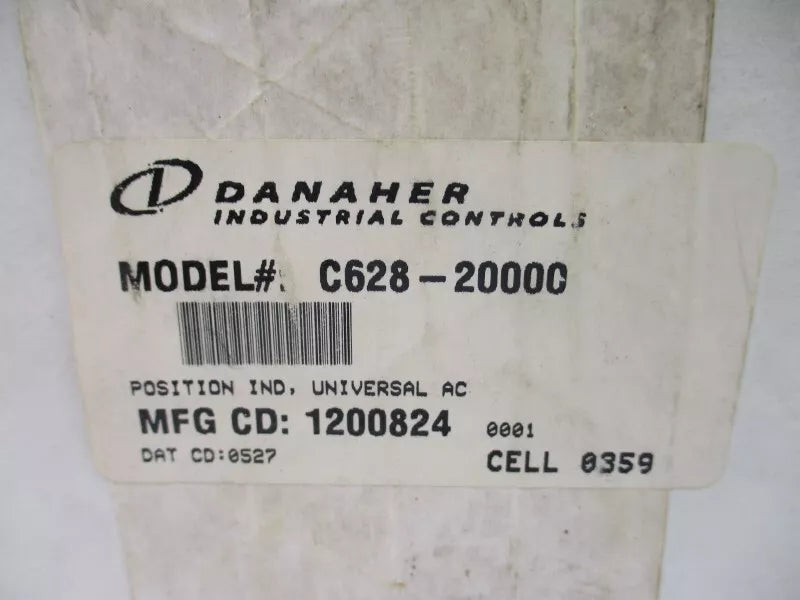 DANAHER
INDUSTRIAL CONTROLS
MODEL#: C628-20000
POSITION IND, UNIVERSAL AC
MFG CD: 1200824 0001
DAT CD:0527
CELL 0359